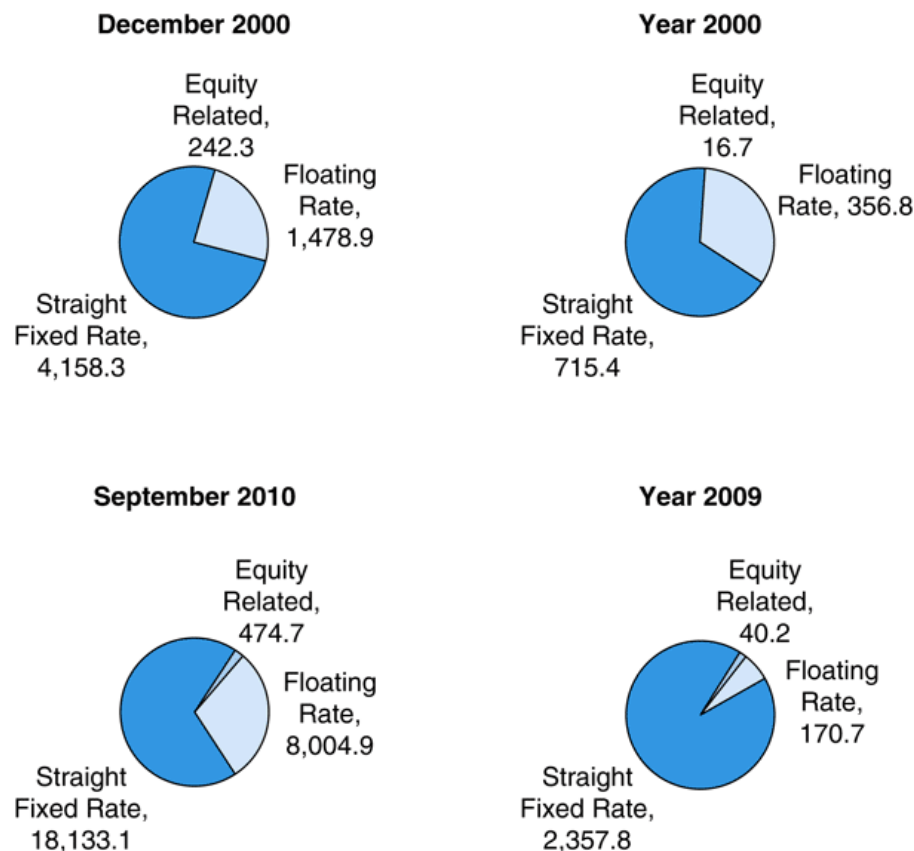 December 2000
Equity
Related,
242.3
Floating
Rate,
1,478.9
Straight
Fixed Rate,
4,158.3
Year 2000
Equity
Related,
16.7
Floating
Rate, 356.8
Straight
Fixed Rate,
715.4
September 2010
Equity
Related,
474.7
Floating
Rate,
8,004.9
Straight
Fixed Rate,
18,133.1
Year 2009
Equity
Related,
40.2
Floating
Rate,
170.7
Straight
Fixed Rate,
2,357.8